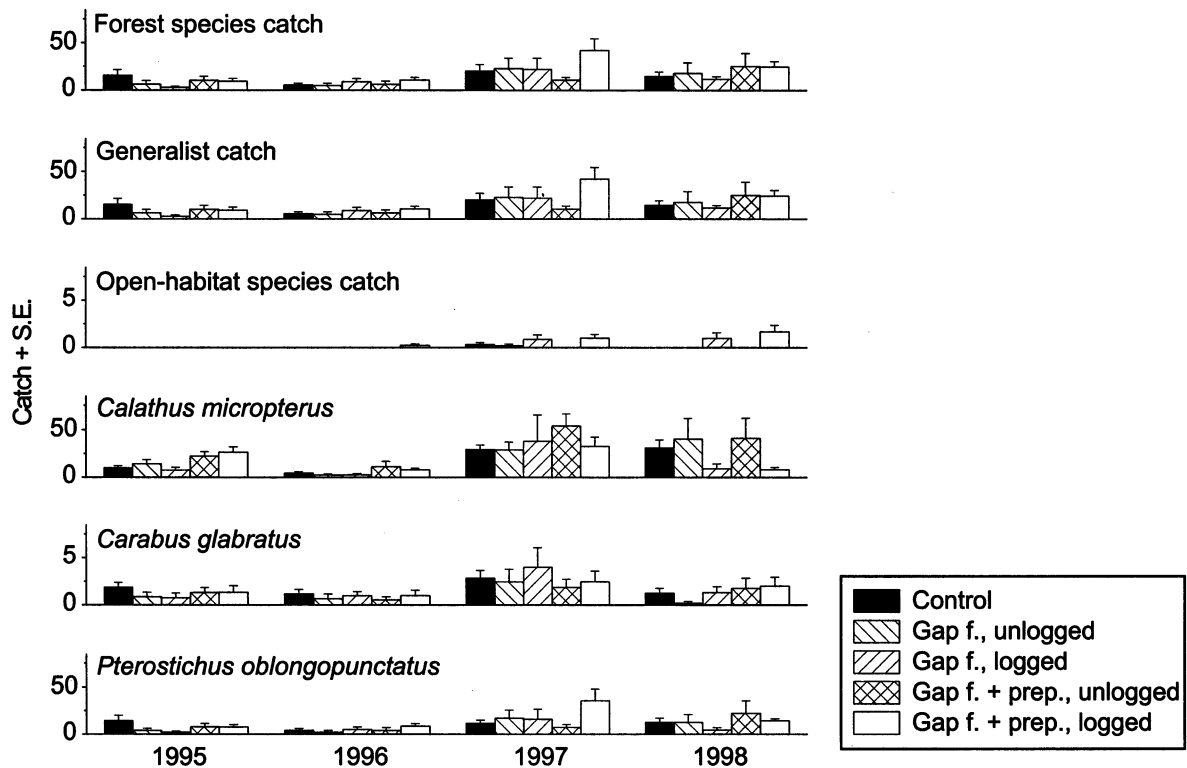 Forest species catch
50
0
Generalist catch
50
0
Open-habitat species catch
5
0
Catch + S.E.
Calathus micropterus
50
0
Carabus glabratus
5
0
Pterostichus oblongopunctatus
50
0
1995 1996 1997 1998
Control
Gap f., unlogged
Gap f., logged
Gap f. + prep., unlogged
Gap f. + prep., logged